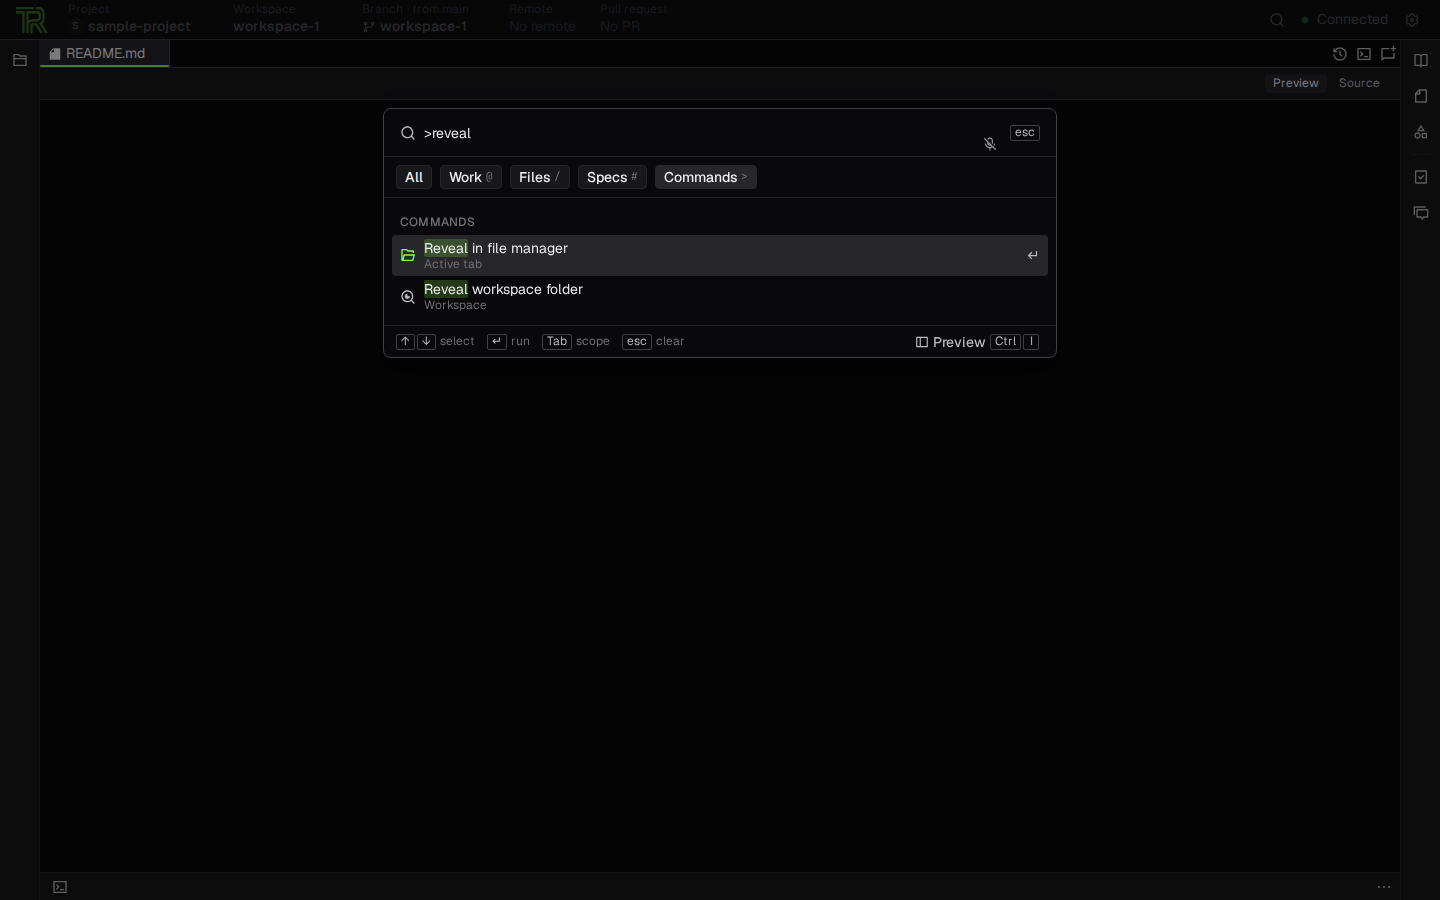 TR
Project
Workspace
Branch · from main
Remote
Pull request
S sample-project
workspace-1
workspace-1
No remote
No PR
Connected
README.md
Preview
Source
>reveal
esc
All
Work @
Files /
Specs #
Commands >
COMMANDS
Reveal in file manager
Active tab
Reveal workspace folder
Workspace
↑ ↓ select ↵ run Tab scope esc clear
Preview Ctrl I